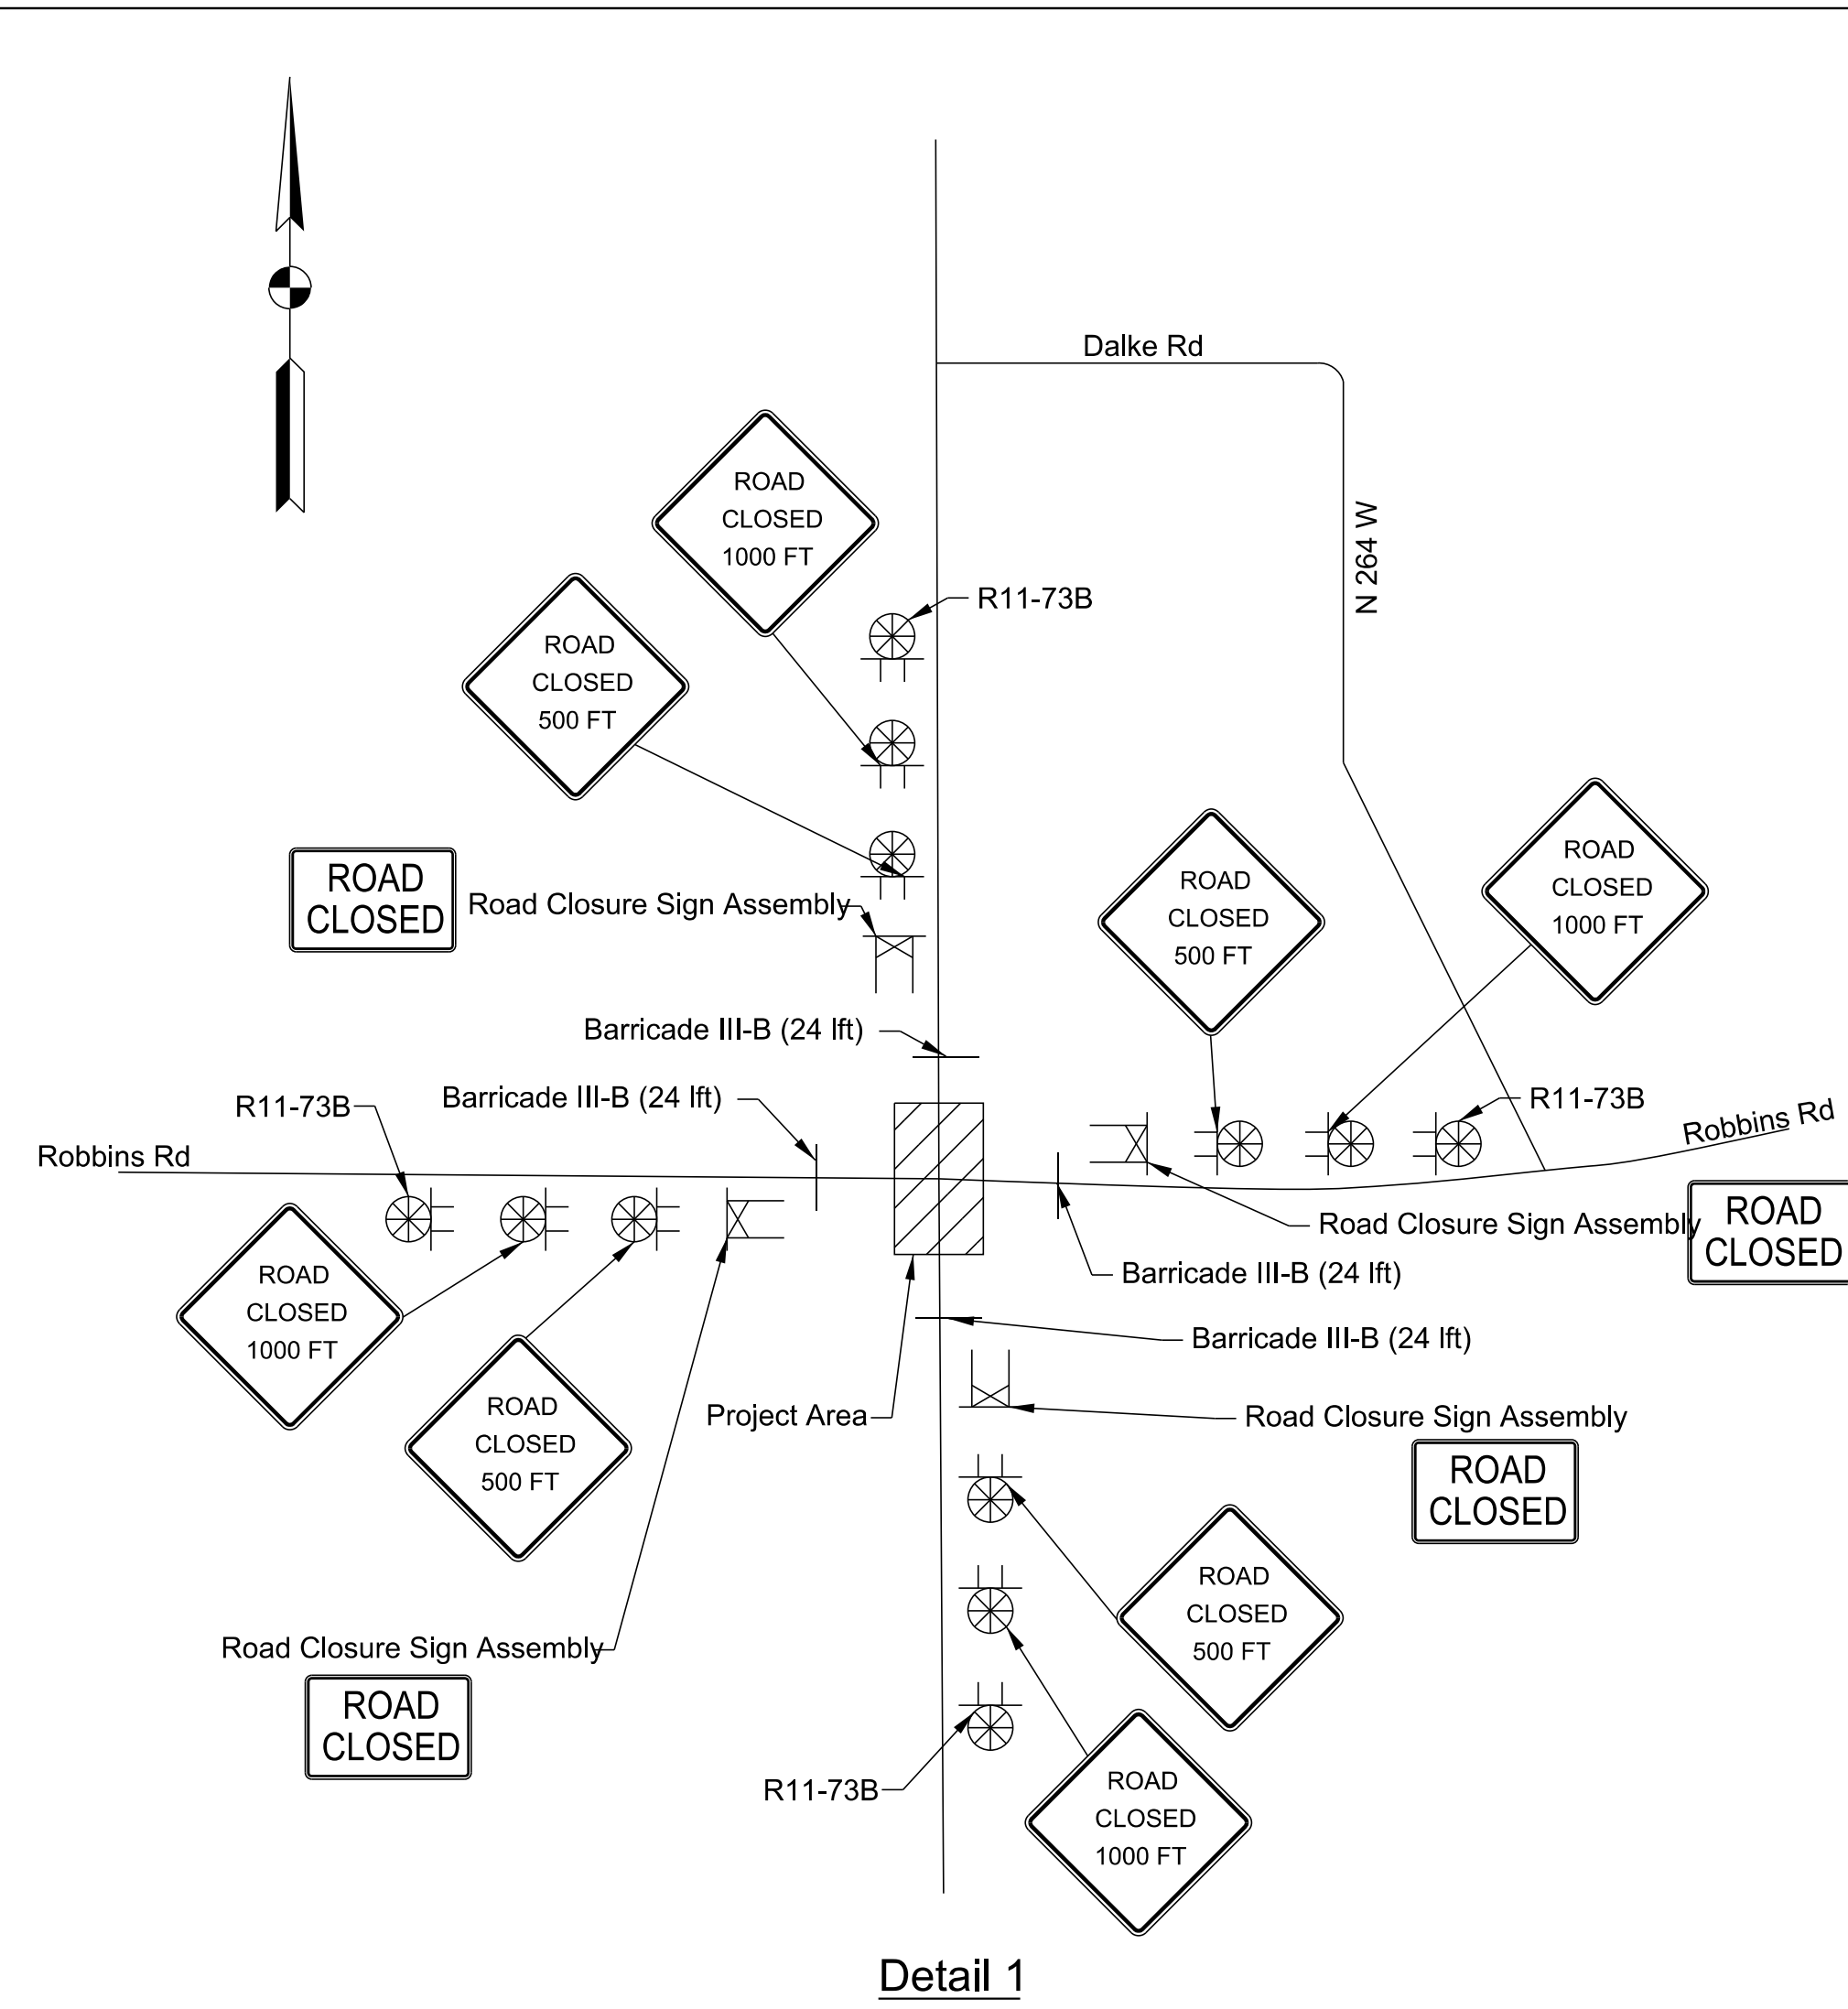 Dalke Rd
ROAD
CLOSED
1000 FT
N 264 W
R11-73B
ROAD
CLOSED
500 FT
ROAD
CLOSED
Road Closure Sign Assembly
ROAD
CLOSED
500 FT
ROAD
CLOSED
1000 FT
Barricade III-B (24 lft)
Barricade III-B (24 lft)
R11-73B
R11-73B
Robbins Rd
Robbins Rd
Road Closure Sign Assembly
ROAD
CLOSED
Barricade III-B (24 lft)
ROAD
CLOSED
1000 FT
Barricade III-B (24 lft)
ROAD
CLOSED
500 FT
Project Area
Road Closure Sign Assembly
ROAD
CLOSED
ROAD
CLOSED
500 FT
Road Closure Sign Assembly
ROAD
CLOSED
R11-73B
ROAD
CLOSED
1000 FT
Detail 1